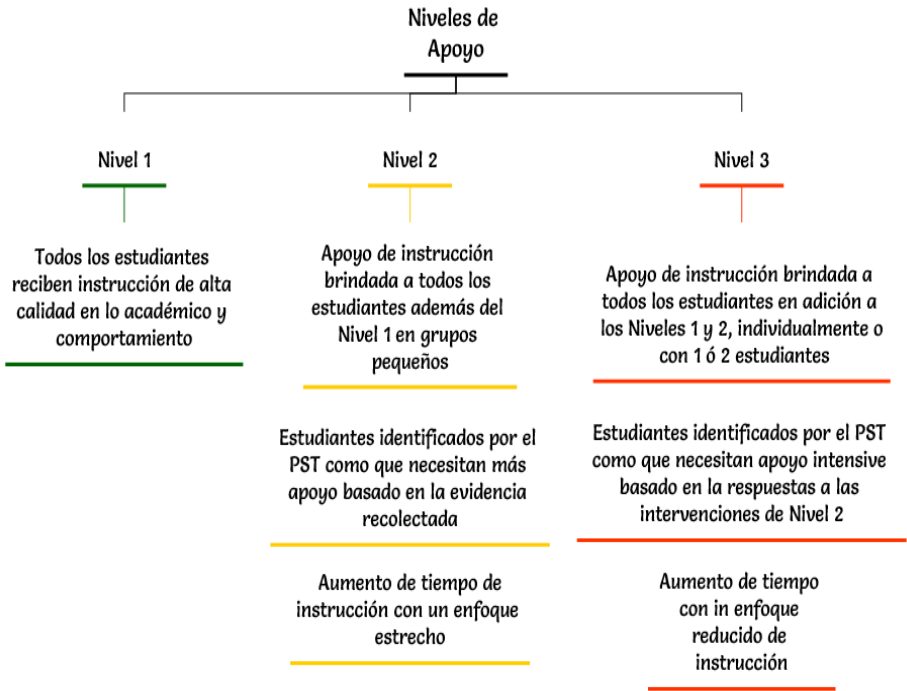 Niveles de
Apoyo
Nivel 1
Todos los estudiantes
reciben instrucción de alta
calidad en lo académico y
comportamiento
Nivel 2
Apoyo de instrucción
brindada a todos los
estudiantes además del
Nivel 1 en grupos
pequeños
Estudiantes identificados por el
PST como que necesitan más
apoyo basado en la evidencia
recolectada
Aumento de tiempo de
instrucción con un enfoque
estrecho
Nivel 3
Apoyo de instrucción brindada a
todos los estudiantes en adición a
los Niveles 1 y 2, individualmente o
con 1 ó 2 estudiantes
Estudiantes identificados por el PST
como que necesitan apoyo intensive
basado en la respuestas a las
intervenciones de Nivel 2
Aumento de tiempo
con in enfoque
reducido de
instrucción